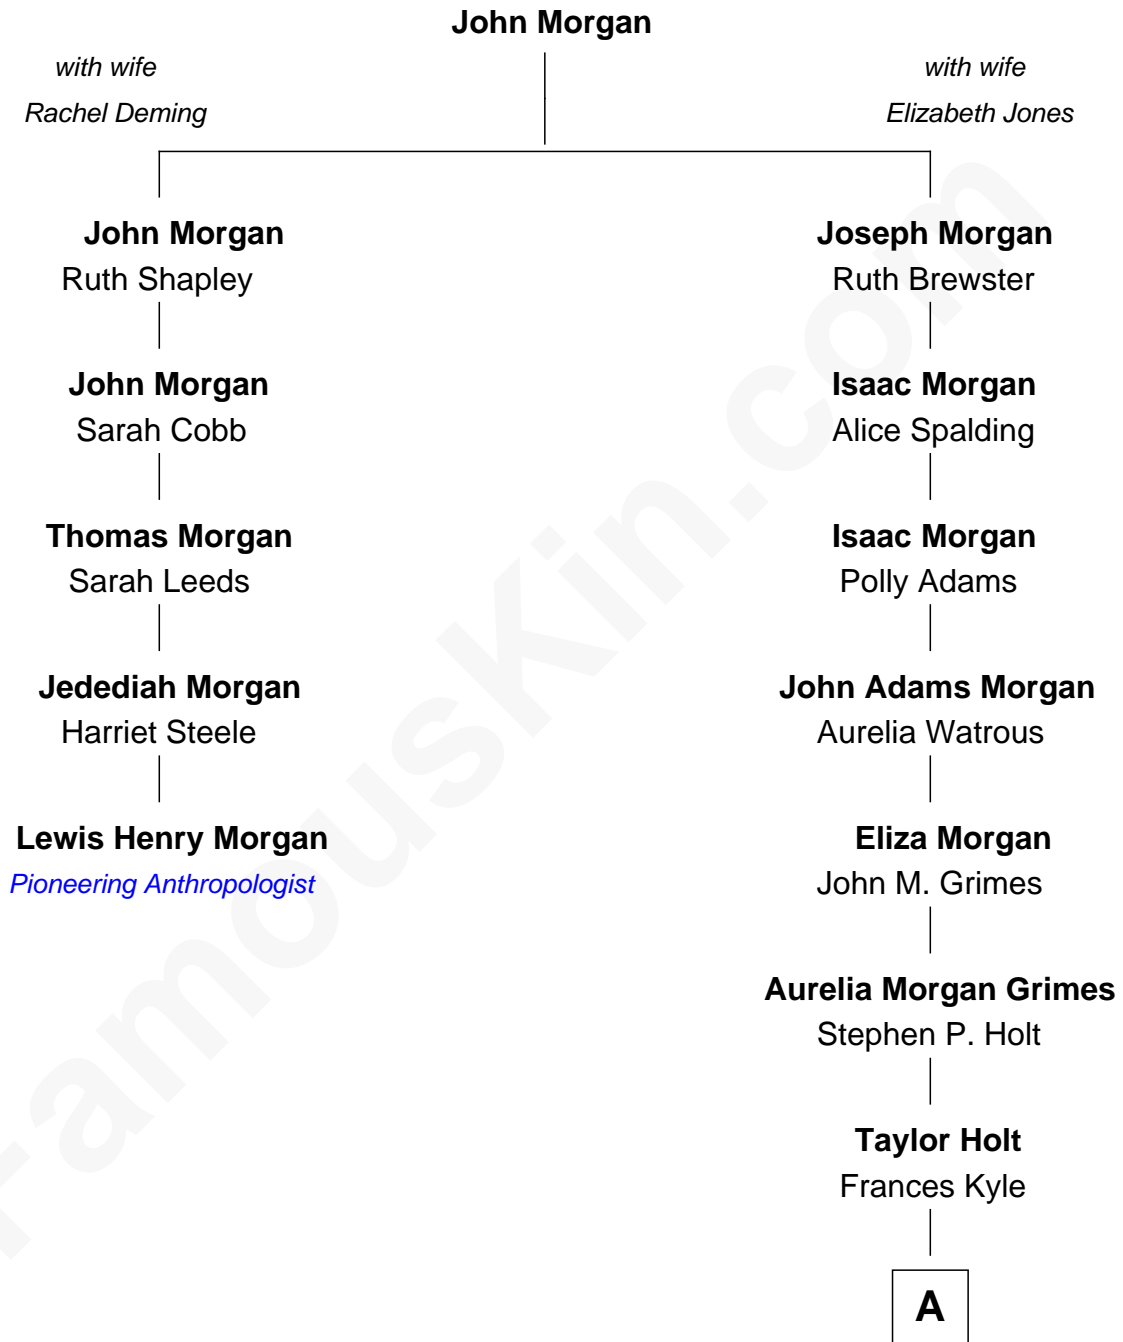 John Morgan
with wife
Rachel Deming
with wife
Elizabeth Jones
John Morgan
Ruth Shapley
John Morgan
Sarah Cobb
Thomas Morgan
Sarah Leeds
Jedediah Morgan
Harriet Steele
Lewis Henry Morgan
Pioneering Anthropologist
Joseph Morgan
Ruth Brewster
Isaac Morgan
Alice Spalding
Isaac Morgan
Polly Adams
John Adams Morgan
Aurelia Watrous
Eliza Morgan
John M. Grimes
Aurelia Morgan Grimes
Stephen P. Holt
Taylor Holt
Frances Kyle
A
FamousKin.com